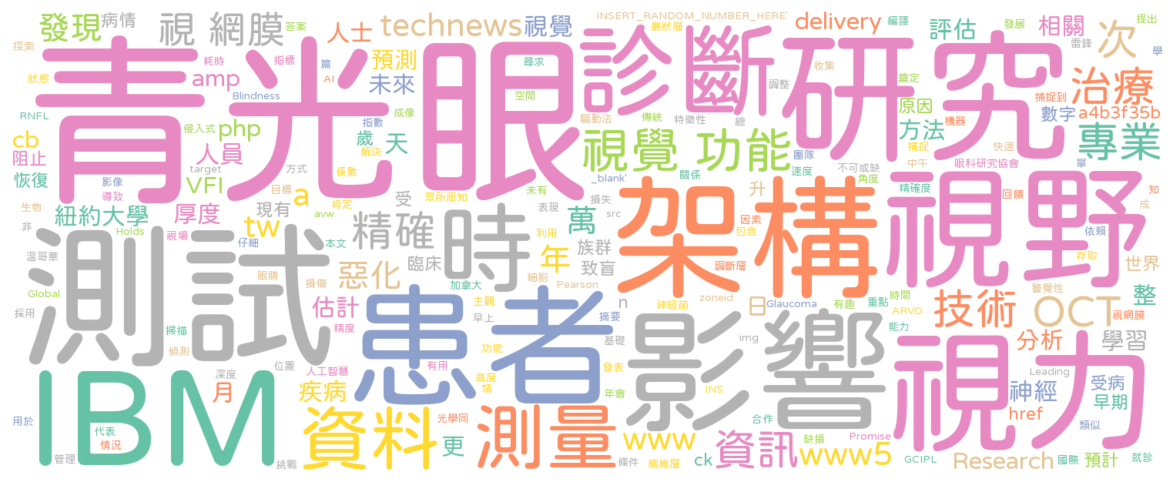 INSERT_RANDOM_NUMBER_HERE
病情
發現
視 網膜
technews
視覺
人士
delivery
評估
相關
次
編譯
發展
提出
探索
答案
耗時
指標
篇
AI
預測
amp
未來
Blindness
指數
尋求
成像
空間
調整
收集
雷鋒
學
青光眼
診斷
研究
治療
狀態
RNFL
侵入式
php
cb
阻止
恢復
人員
VFI
歲
天
解決
驅動法
傳統
特徵性
總
視覺 功能
團隊
速度
關係
不可或缺
角度
原因
方法
鑑定
捕捉
中午
機器
捕捉到
快速
數字
a4b3f35b
專業
眼科研究協會
單
影像
導致
target
方式
目標
係數
肯定
眾所周知
_blank
未有
表現
損失
src
利用
生物
非
紐約大學
厚度
視場
tw
a
現有
受
avw
精確
時
萬
族群
致盲
升
因素
包含
精確度
回饋
依賴
知
成
視野
架構
測試
溫哥華
Holds
仔細
本文
臨床
年
細胞
Global
眼睛
損傷
惡化
加拿大
主觀
Pearson
神經節
zoneid
調斷層
日
Glaucoma
有趣
重點
時間
ARVO
能力
存取
世界
警覺性
整
視網膜
採用
掃描
偵測
估計
精度
早上
摘要
n
基礎
患者
影響
img
技術
OCT
分析
學習
視力
IBM
深度
位置
人工智慧
有用
功能
高度
項
發表
年會
INS
Leading
神經
受病
早期
href
類似
用於
代表
情況
月
疾病
資料
更
測量
光學同
www
ck
資訊
合作
缺損
Promise
www5
GCIPL
Research
國際
預計
就診
管理
挑戰
條件
纖維層